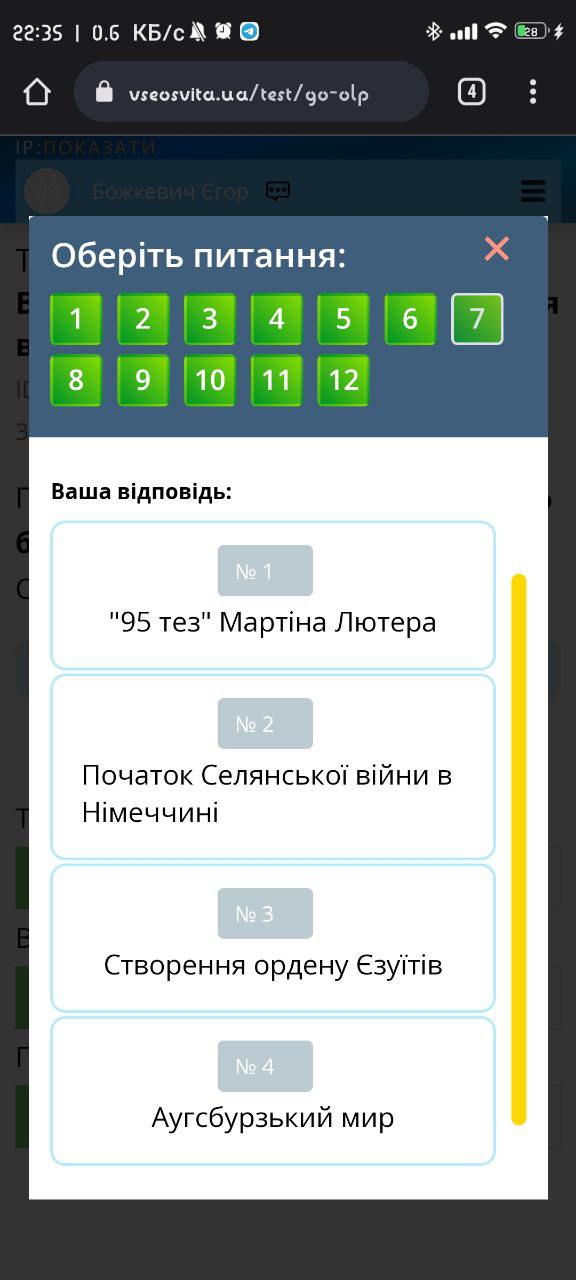 22:35 | 0.6 КБ/с
28
vseosvita.ua/test/go-olp
4
IP:ПОКАЗАТИ
Божкевич Єгор
Оберіть питання:
1 2 3 4 5 6 7
8 9 10 11 12
Ваша відповідь:
№ 1
"95 тез" Мартіна Лютера
№ 2
Початок Селянської війни в
Німеччині
№ 3
Створення ордену Єзуїтів
№ 4
Аугсбурзький мир